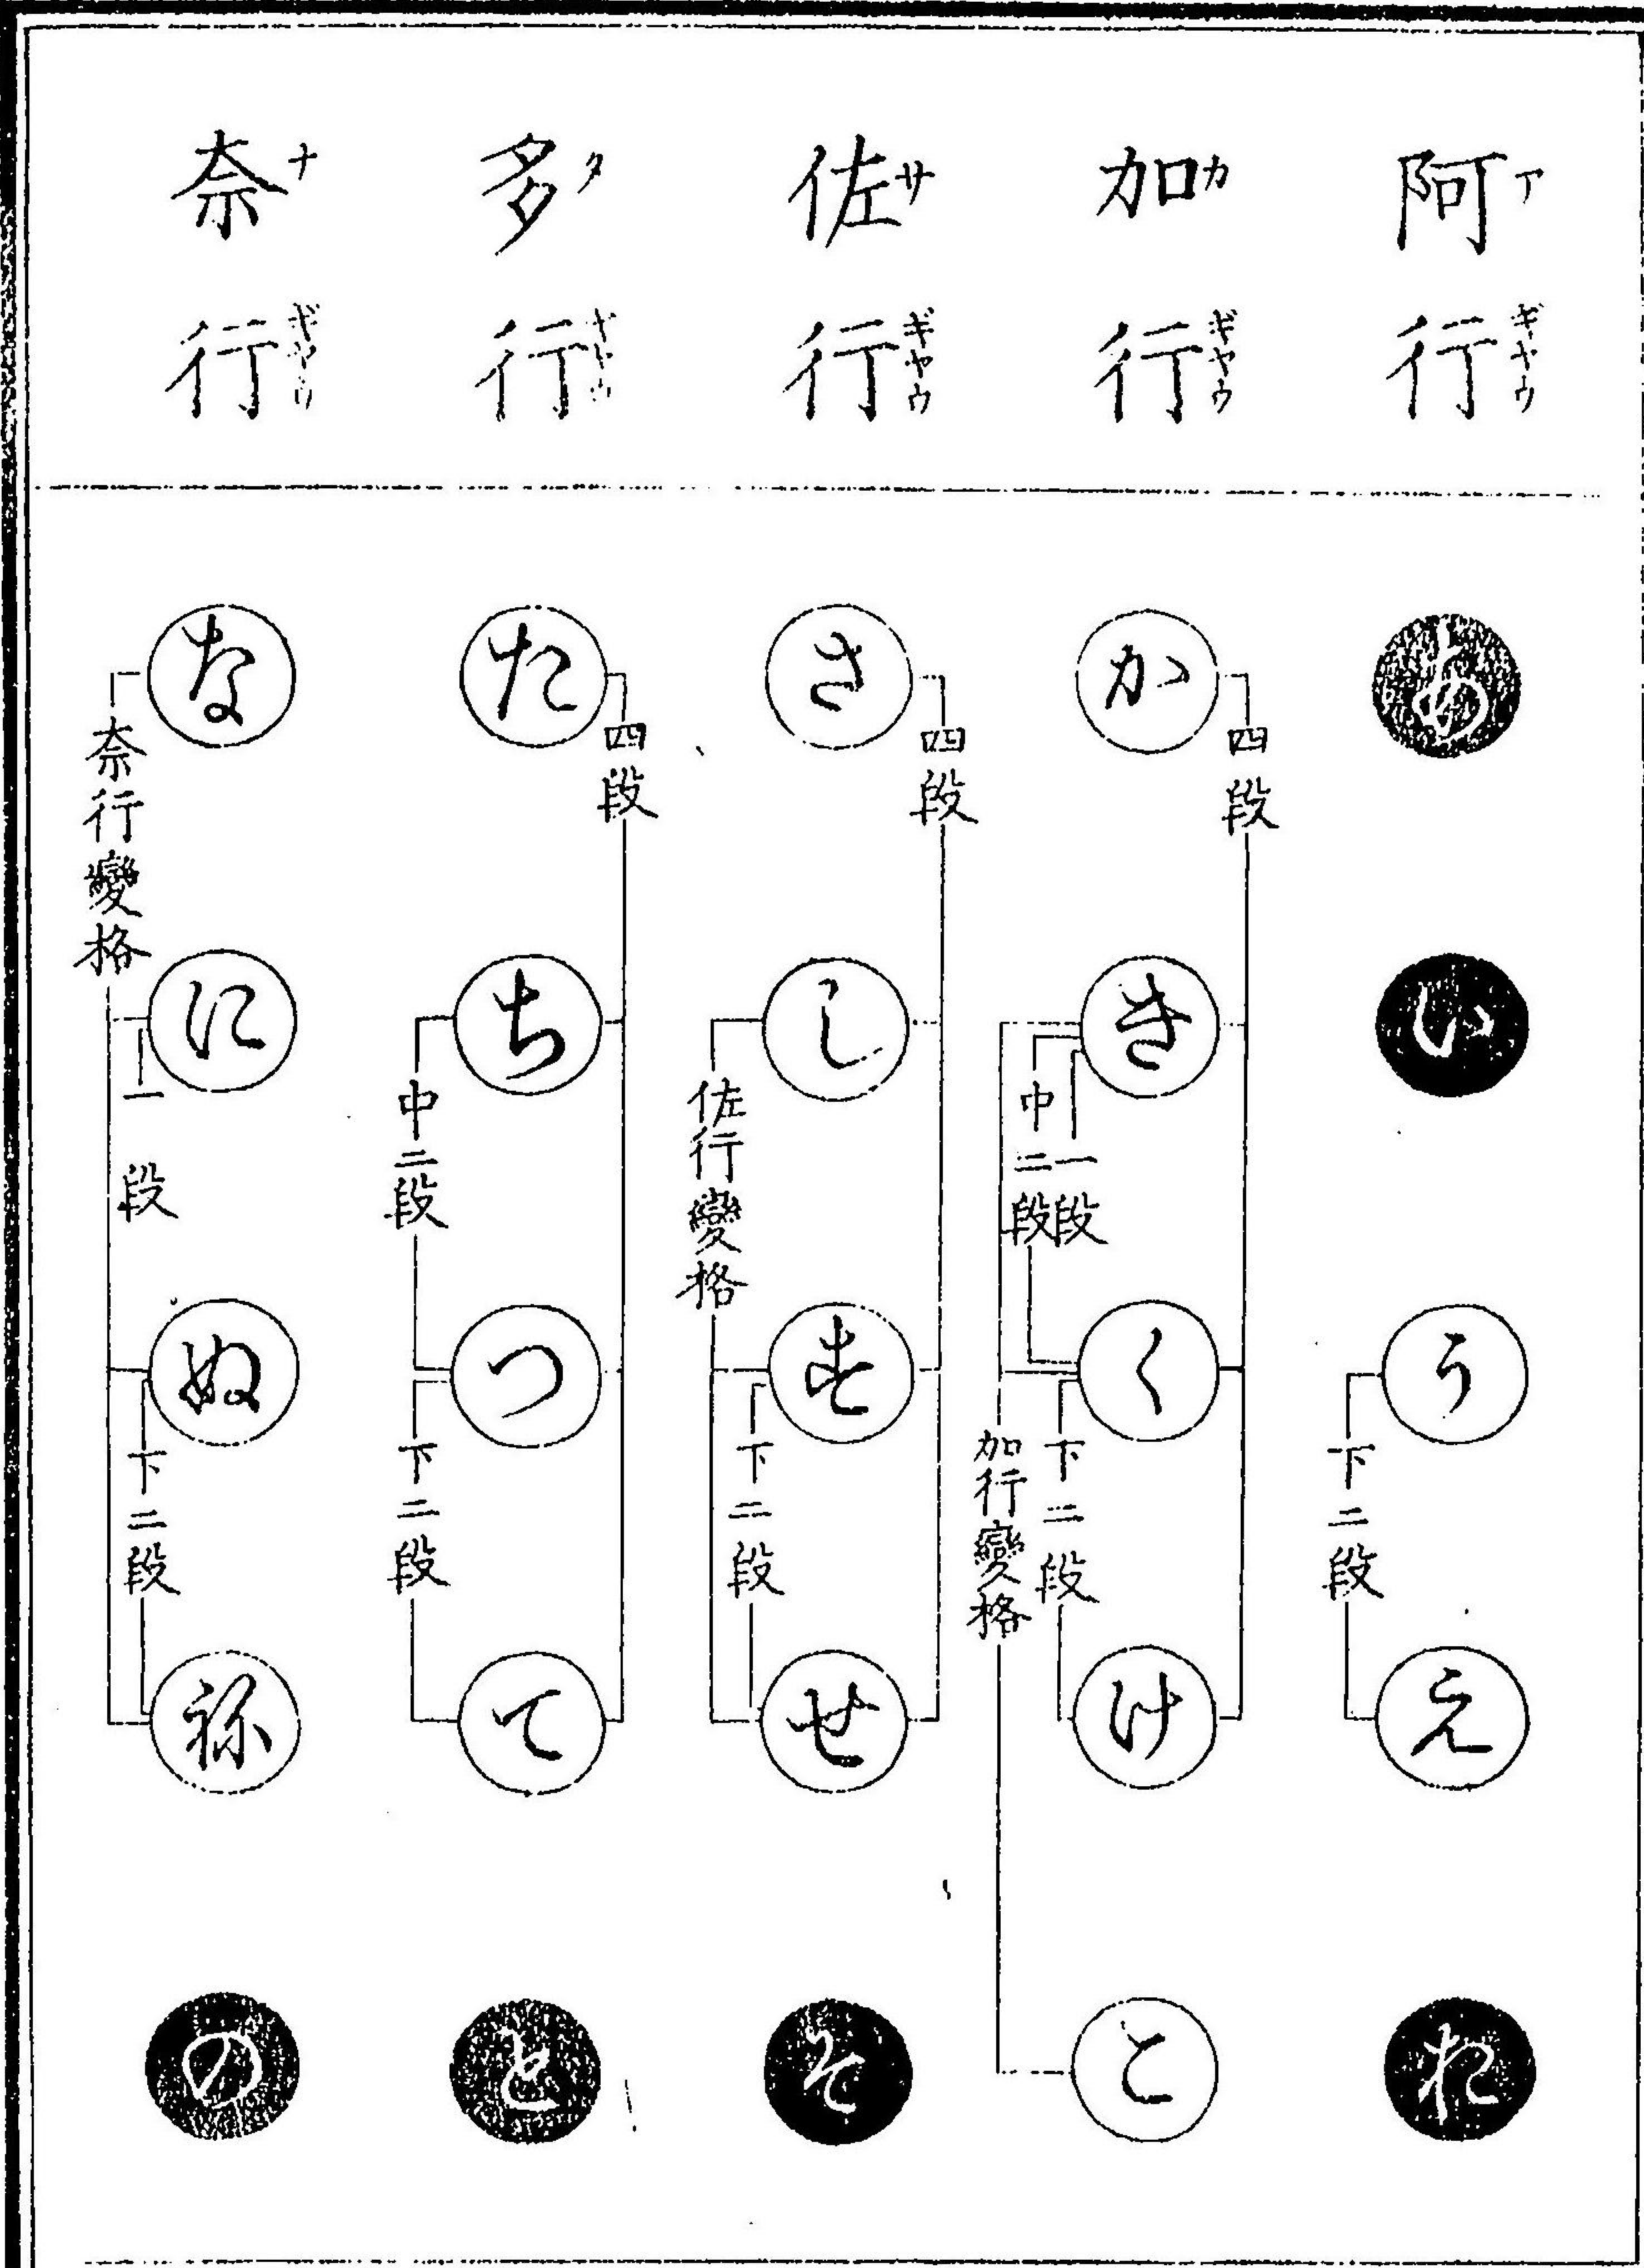 阿行
アギヤウ
あ
い
う
下二段
え
お
加行
カギヤウ
か
四段
き
一段
中二段
く
下二段
加行變格
け
こ
佐行
サギヤウ
さ
四段
し
佐行變格
す
下二段
せ
そ
多行
タギヤウ
た
四段
ち
中二段
つ
下二段
て
と
奈行
ナギヤウ
な
奈行變格
に
一段
ぬ
下二段
ね
の